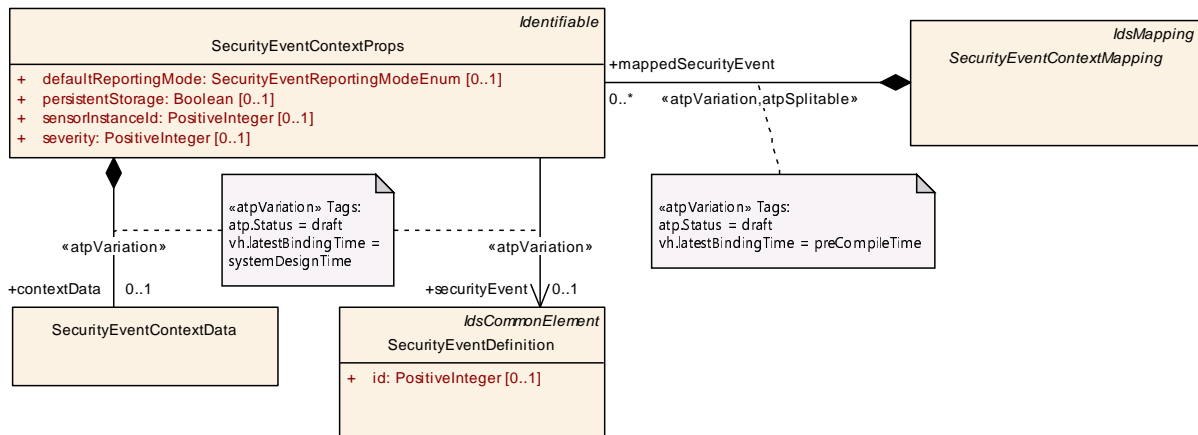 Identifiable
SecurityEventContextProps
+ defaultReportingMode: SecurityEventReportingModeEnum [0..1]
+ persistentStorage: Boolean [0..1]
+ sensorInstanceId: PositiveInteger [0..1]
+ severity: PositiveInteger [0..1]
+mappedSecurityEvent
0..* «atpVariation,atpSplitable»
IdsMapping
SecurityEventContextMapping
«atpVariation» Tags:
atp.Status = draft
vh.latestBindingTime =
systemDesignTime
«atpVariation» Tags:
atp.Status = draft
vh.latestBindingTime = preCompileTime
«atpVariation»
«atpVariation»
+contextData 0..1
+securityEvent 0..1
SecurityEventContextData
IdsCommonElement
SecurityEventDefinition
+ id: PositiveInteger [0..1]